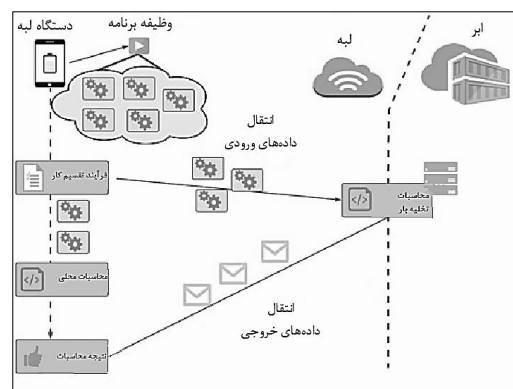 ابر
لبه
وظیفه برنامه
دستگاه لبه
انتقال
داده‌های ورودی
فرآیند تقسیم کار
محاسبات
تخلیه بار
محاسبات محلی
انتقال
داده‌های خروجی
نتیجه محاسبات